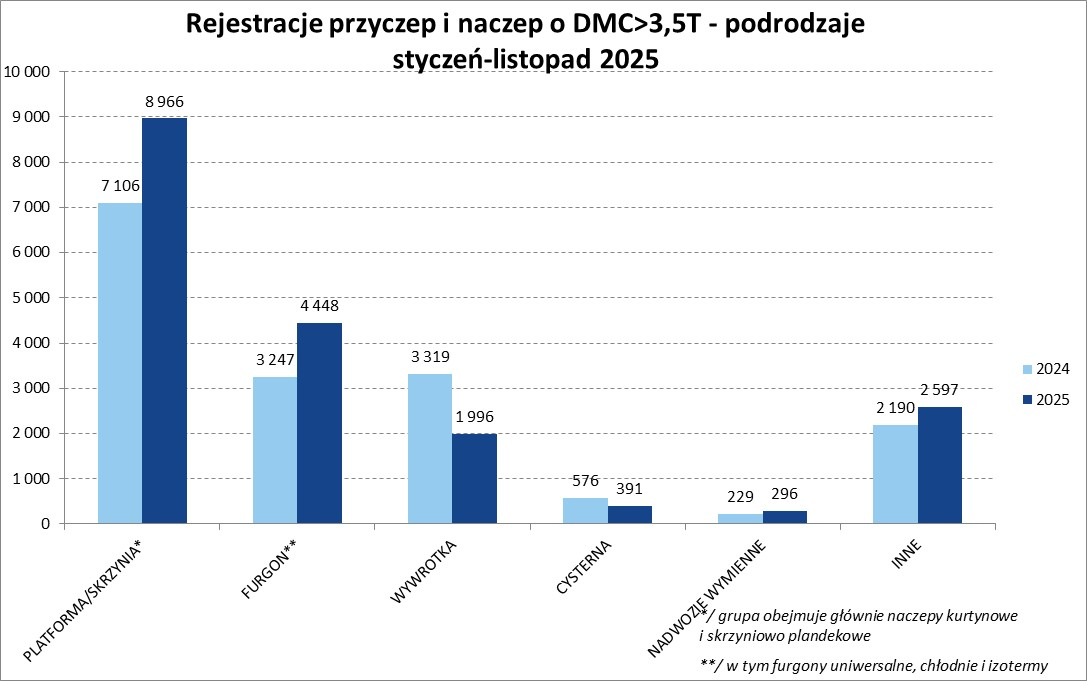 Rejestracje przyczep i naczep o DMC>3,5T - podrodzaje
styczeń-listopad 2025
10 000
9 000
8 000
7 000
6 000
5 000
4 000
3 000
2 000
1 000
0
7 106
8 966
3 247
4 448
3 319
1 996
576
391
229
296
2 190
2 597
2024
2025
PLATFORMA/SKRZYNIA*
FURGON**
WYWROTKA
CYSTERNA
NADWOZIE WYMIENNE
INNE
*/ grupa obejmuje głównie naczepy kurtynowe
i skrzyniowo plandekowe
**/ w tym furgony uniwersalne, chłodnie i izotermy